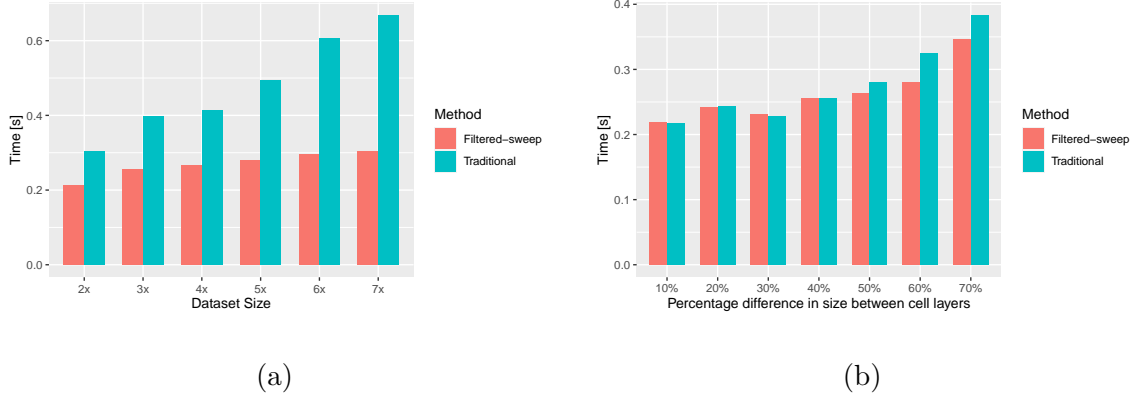 0.6
0.4
0.2
0.0
Time [s]
2x 3x 4x 5x 6x 7x
Dataset Size
Method
Filtered−sweep
Traditional
(a)
0.4
0.3
0.2
0.1
0.0
Time [s]
10% 20% 30% 40% 50% 60% 70%
Percentage difference in size between cell layers
Method
Filtered−sweep
Traditional
(b)